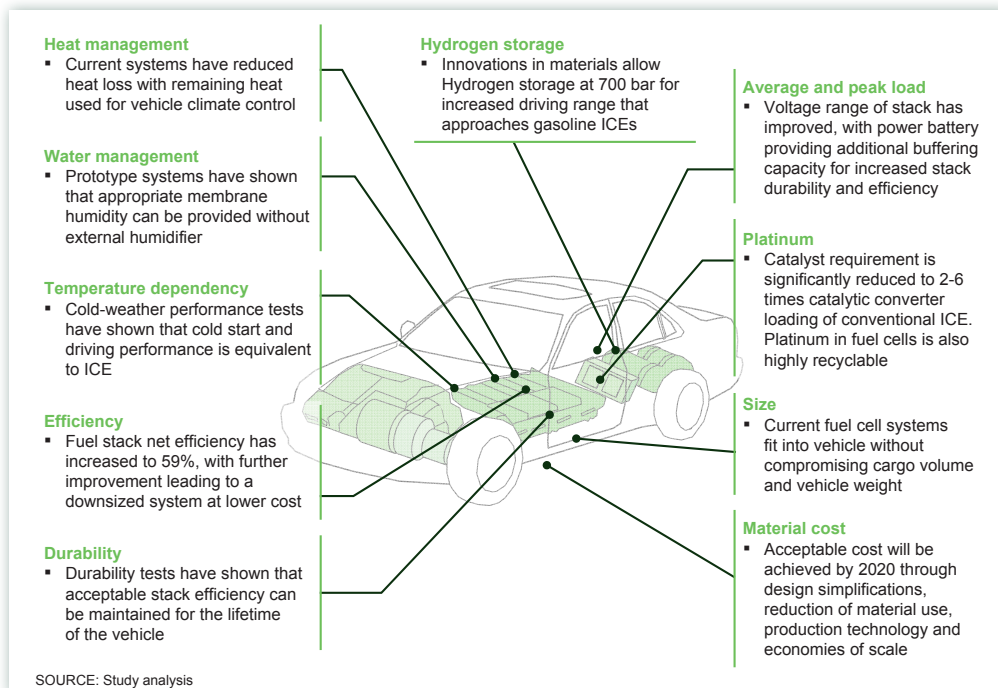 Heat management
▪ Current systems have reduced
heat loss with remaining heat
used for vehicle climate control
Water management
▪ Prototype systems have shown
that appropriate membrane
humidity can be provided without
external humidifier
Temperature dependency
▪ Cold-weather performance tests
have shown that cold start and
driving performance is equivalent
to ICE
Efficiency
▪ Fuel stack net efficiency has
increased to 59%, with further
improvement leading to a
downsized system at lower cost
Durability
▪ Durability tests have shown that
acceptable stack efficiency can
be maintained for the lifetime
of the vehicle
Hydrogen storage
▪ Innovations in materials allow
Hydrogen storage at 700 bar for
increased driving range that
approaches gasoline ICEs
Average and peak load
▪ Voltage range of stack has
improved, with power battery
providing additional buffering
capacity for increased stack
durability and efficiency
Platinum
▪ Catalyst requirement is
significantly reduced to 2-6
times catalytic converter
loading of conventional ICE.
Platinum in fuel cells is also
highly recyclable
Size
▪ Current fuel cell systems
fit into vehicle without
compromising cargo volume
and vehicle weight
Material cost
▪ Acceptable cost will be
achieved by 2020 through
design simplifications,
reduction of material use,
production technology and
economies of scale
SOURCE: Study analysis